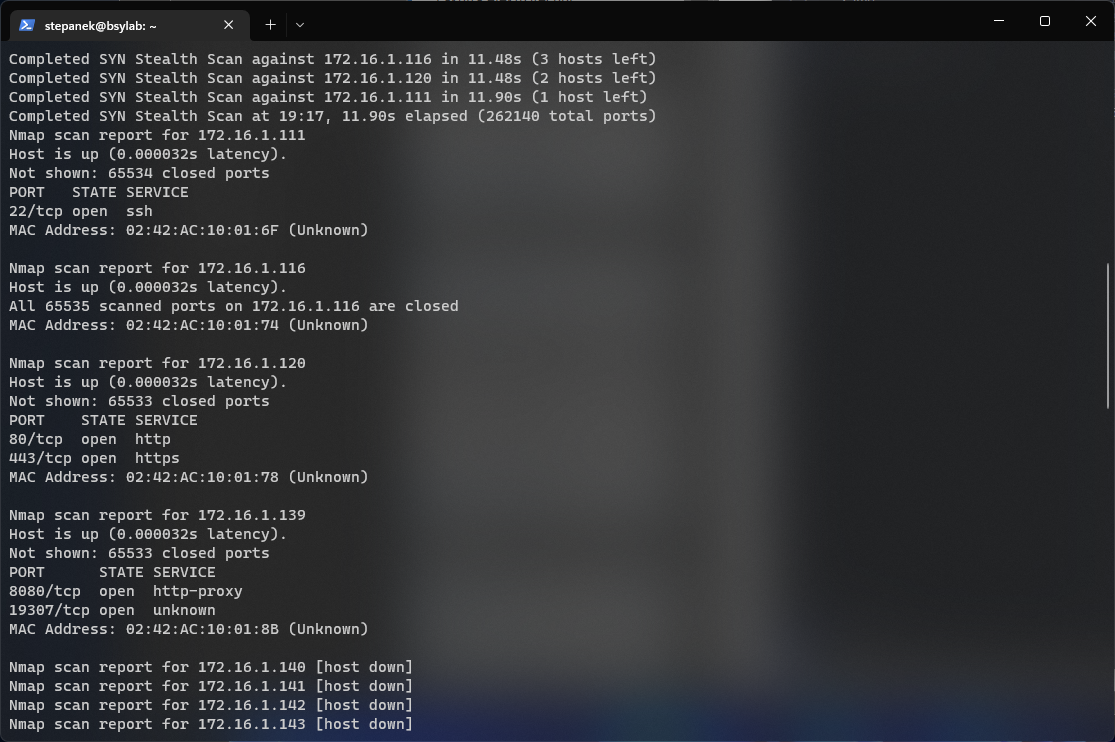 stepanek@bsylab: ~
Completed SYN Stealth Scan against 172.16.1.116 in 11.48s (3 hosts left)
Completed SYN Stealth Scan against 172.16.1.120 in 11.48s (2 hosts left)
Completed SYN Stealth Scan against 172.16.1.111 in 11.90s (1 host left)
Completed SYN Stealth Scan at 19:17, 11.90s elapsed (262140 total ports)
Nmap scan report for 172.16.1.111
Host is up (0.000032s latency).
Not shown: 65534 closed ports
PORT   STATE SERVICE
22/tcp open  ssh
MAC Address: 02:42:AC:10:01:6F (Unknown)

Nmap scan report for 172.16.1.116
Host is up (0.000032s latency).
All 65535 scanned ports on 172.16.1.116 are closed
MAC Address: 02:42:AC:10:01:74 (Unknown)

Nmap scan report for 172.16.1.120
Host is up (0.000032s latency).
Not shown: 65533 closed ports
PORT    STATE SERVICE
80/tcp  open  http
443/tcp open  https
MAC Address: 02:42:AC:10:01:78 (Unknown)

Nmap scan report for 172.16.1.139
Host is up (0.000032s latency).
Not shown: 65533 closed ports
PORT      STATE SERVICE
8080/tcp  open  http-proxy
19307/tcp open  unknown
MAC Address: 02:42:AC:10:01:8B (Unknown)

Nmap scan report for 172.16.1.140 [host down]
Nmap scan report for 172.16.1.141 [host down]
Nmap scan report for 172.16.1.142 [host down]
Nmap scan report for 172.16.1.143 [host down]